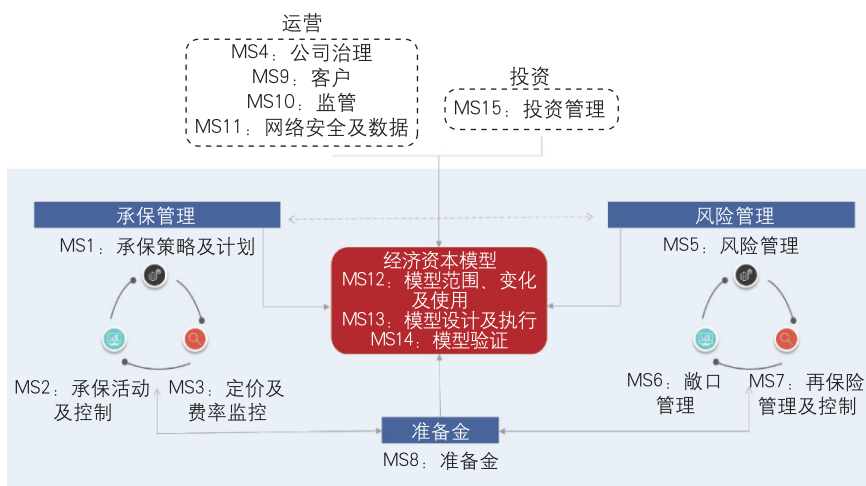 运营
MS4：公司治理
MS9：客户
MS10：监管
MS11：网络安全及数据
投资
MS15：投资管理
承保管理
MS1：承保策略及计划
MS2：承保活动
及控制
MS3：定价及
费率监控
经济资本模型
MS12：模型范围、变化
及使用
MS13：模型设计及执行
MS14：模型验证
风险管理
MS5：风险管理
MS6：敞口
管理
MS7：再保险
管理及控制
准备金
MS8：准备金